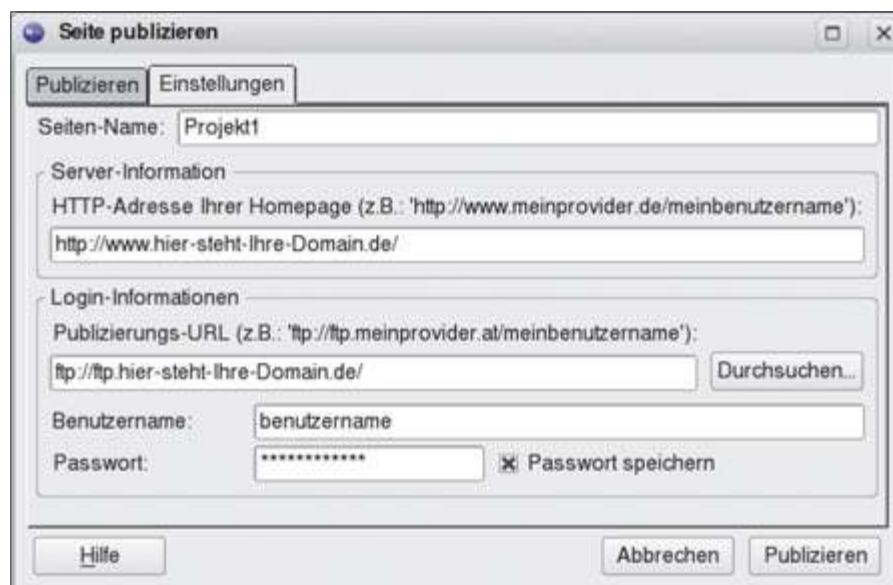 Seite publizieren
Publizieren Einstellungen
Seiten-Name: Projekt1
Server-Information
HTTP-Adresse Ihrer Homepage (z.B.: 'http://www.meinprovider.de/meinbenutzername'):
http://www.hier-steht-Ihre-Domain.de/
Login-Informationen
Publizierungs-URL (z.B.: 'ftp://ftp.meinprovider.at/meinbenutzername'):
ftp://ftp.hier-steht-Ihre-Domain.de/ Durchsuchen...
Benutzername: benutzername
Passwort: ************ Passwort speichern
Hilfe Abbrechen Publizieren